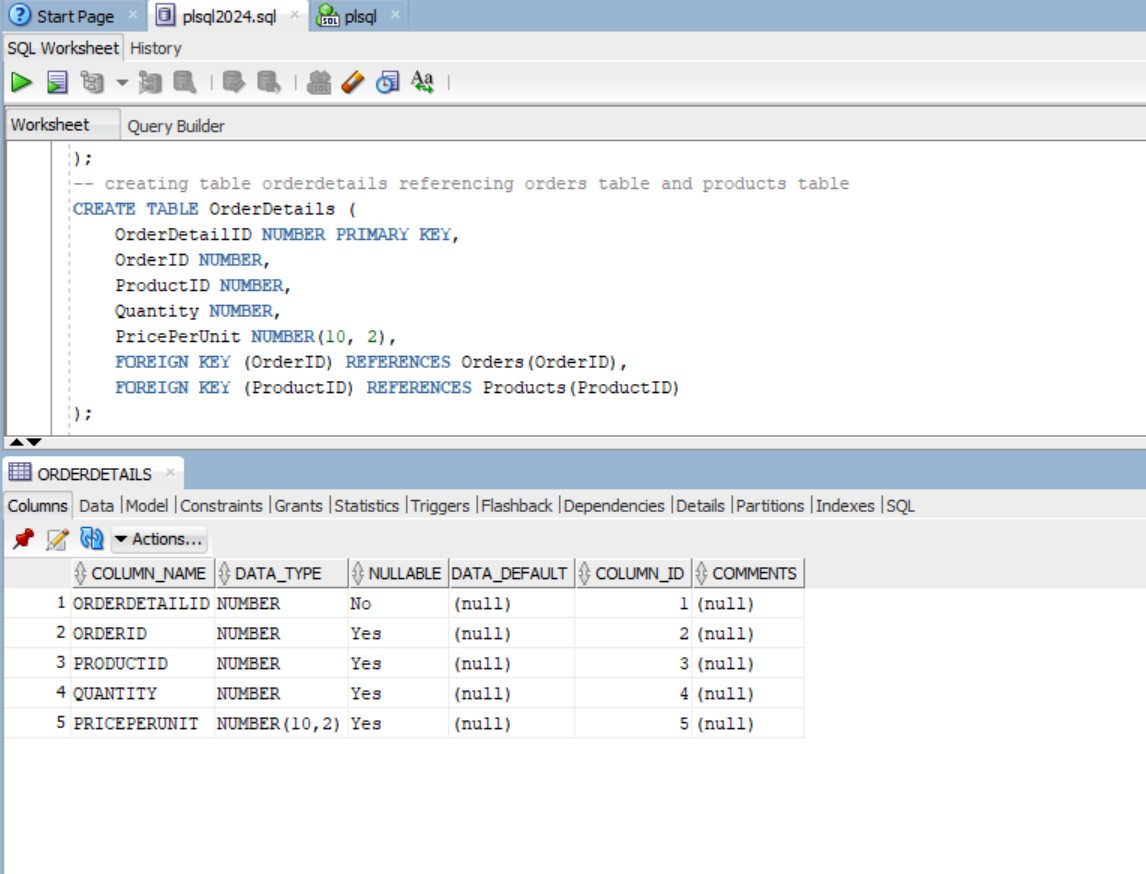 Start Page × plsql2024.sql × plsql ×
SQL Worksheet History
Worksheet Query Builder
);
-- creating table orderdetails referencing orders table and products table
CREATE TABLE OrderDetails (
OrderDetailID NUMBER PRIMARY KEY,
OrderID NUMBER,
ProductID NUMBER,
Quantity NUMBER,
PricePerUnit NUMBER(10, 2),
FOREIGN KEY (OrderID) REFERENCES Orders(OrderID),
FOREIGN KEY (ProductID) REFERENCES Products(ProductID)
);
ORDERDETAILS ×
Columns Data |Model |Constraints |Grants |Statistics |Triggers |Flashback |Dependencies |Details |Partitions |Indexes |SQL
Actions...
COLUMN_NAME DATA_TYPE NULLABLE DATA_DEFAULT COLUMN_ID COMMENTS
1 ORDERDETAILID NUMBER No (null) 1 (null)
2 ORDERID NUMBER Yes (null) 2 (null)
3 PRODUCTID NUMBER Yes (null) 3 (null)
4 QUANTITY NUMBER Yes (null) 4 (null)
5 PRICEPERUNIT NUMBER(10,2) Yes (null) 5 (null)